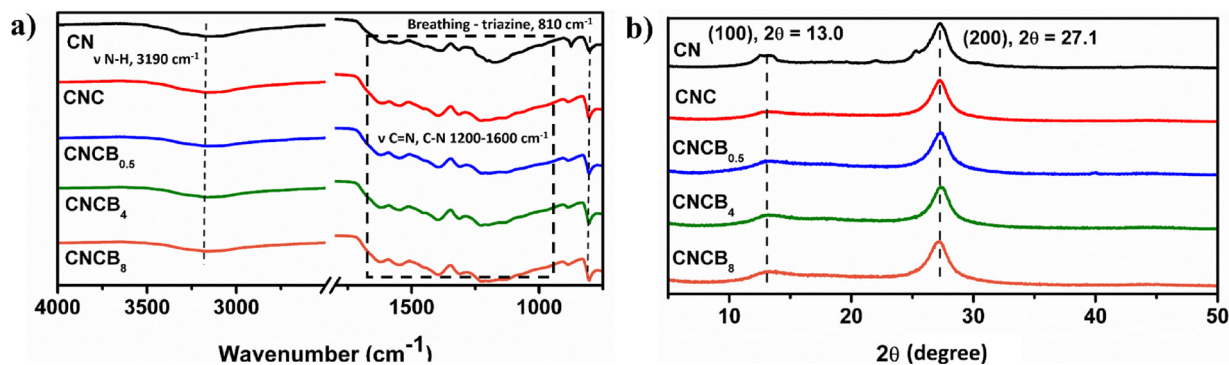 a)
Breathing - triazine, 810 cm⁻¹
CN
ν N-H, 3190 cm⁻¹
CNC
ν C=N, C-N 1200-1600 cm⁻¹
CNCB₀.₅
CNCB₄
CNCB₈
4000 3500 3000 1500 1000
Wavenumber (cm⁻¹)
b)
(100), 2θ = 13.0
(200), 2θ = 27.1
CN
CNC
CNCB₀.₅
CNCB₄
CNCB₈
10 20 30 40 50
2θ (degree)